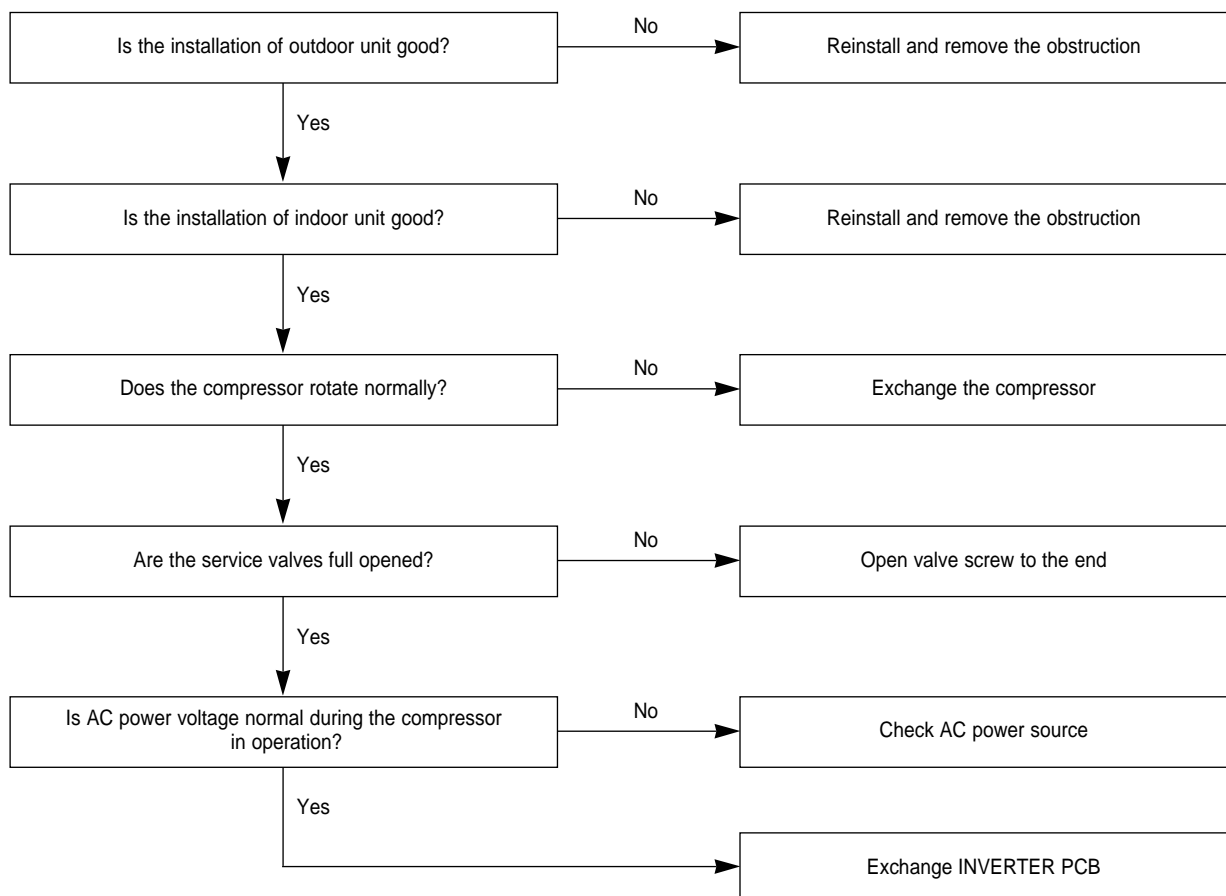 Is the installation of outdoor unit good?
No
Reinstall and remove the obstruction
Yes
Is the installation of indoor unit good?
No
Reinstall and remove the obstruction
Yes
Does the compressor rotate normally?
No
Exchange the compressor
Yes
Are the service valves full opened?
No
Open valve screw to the end
Yes
Is AC power voltage normal during the compressor
in operation?
No
Check AC power source
Yes
Exchange INVERTER PCB